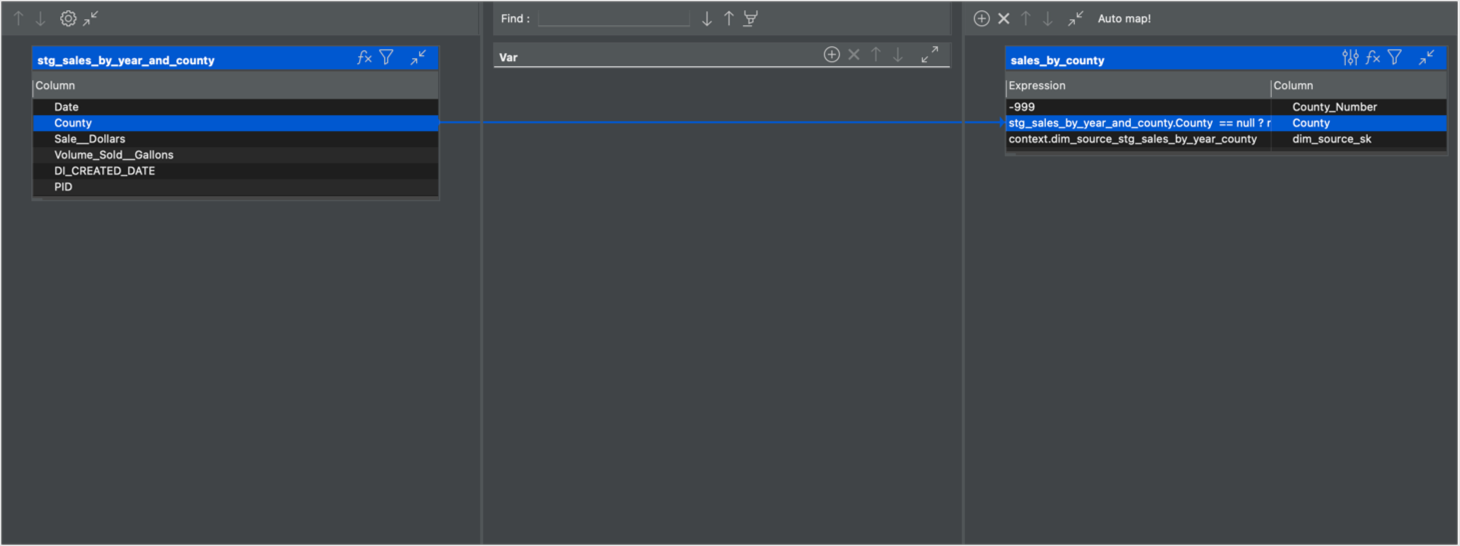 Find :
Auto map!
stg_sales_by_year_and_county
Column
Date
County
Sale__Dollars
Volume_Sold__Gallons
DI_CREATED_DATE
PID
Var
sales_by_county
Expression Column
-999 County_Number
stg_sales_by_year_and_county.County == null ? r County
context.dim_source_stg_sales_by_year_county dim_source_sk